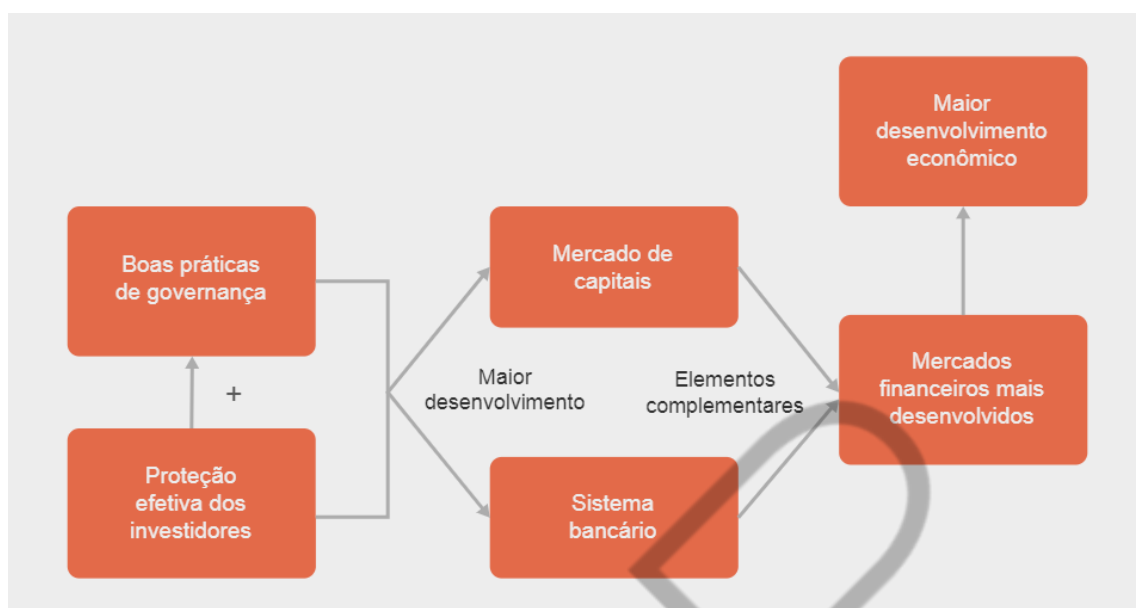 Boas práticas
de governança
+
Proteção
efetiva dos
investidores
Maior
desenvolvimento
Mercado de
capitais
Sistema
bancário
Elementos
complementares
Maior
desenvolvimento
econômico
Mercados
financeiros mais
desenvolvidos